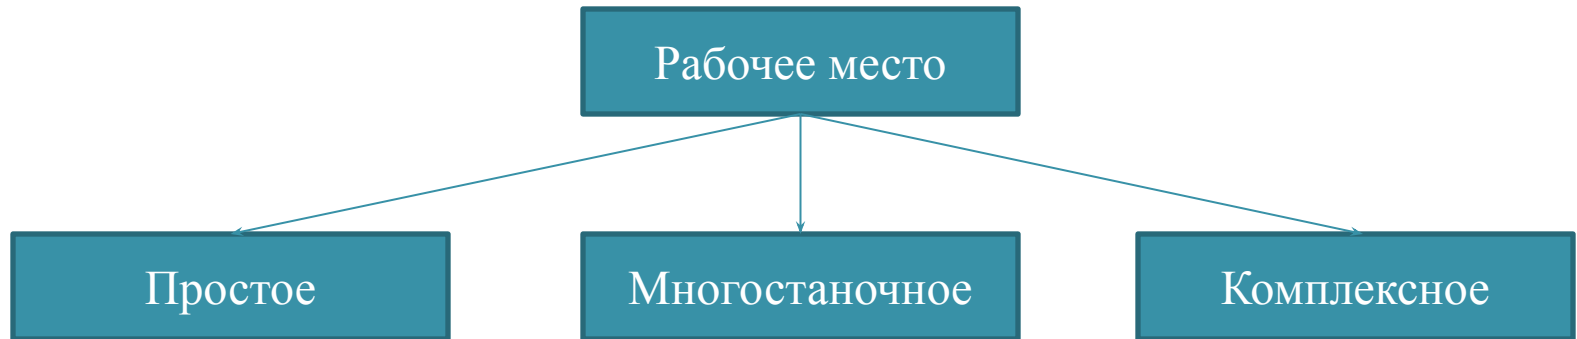 Рабочее место
Простое
Многостаночное
Комплексное